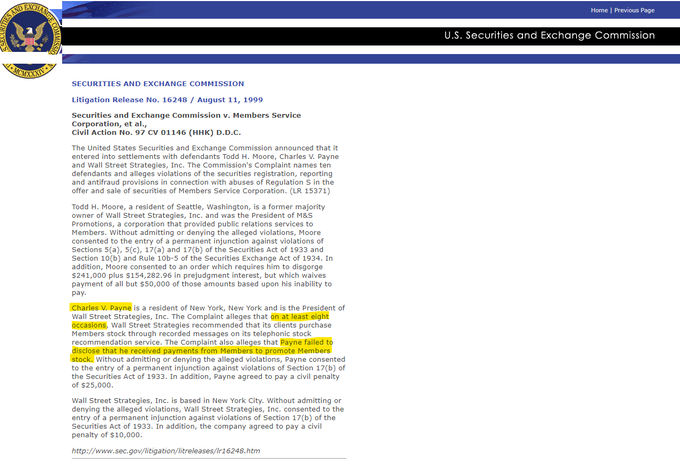 Home | Previous Page
U.S. Securities and Exchange Commission
SECURITIES AND EXCHANGE COMMISSION
Litigation Release No. 16248 / August 11, 1999
Securities and Exchange Commission v. Members Service
Corporation, et al.,
Civil Action No. 97 CV 01146 (HHK) D.D.C.
The United States Securities and Exchange Commission announced that it
entered into settlements with defendants Todd H. Moore, Charles V. Payne
and Wall Street Strategies, Inc. The Commission's Complaint names ten
defendants and alleges violations of the securities registration, reporting
and antifraud provisions in connection with abuses of Regulation S in the
offer and sale of securities of Members Service Corporation. (LR 15371)
Todd H. Moore, a resident of Seattle, Washington, is a former majority
owner of Wall Street Strategies, Inc. and was the President of M&S
Promotions, a corporation that provided public relations services to
Members. Without admitting or denying the alleged violations, Moore
consented to the entry of a permanent injunction against violations of
Sections 5(a), 5(c), 17(a) and 17(b) of the Securities Act of 1933 and
Section 10(b) and Rule 10b-5 of the Securities Exchange Act of 1934. In
addition, Moore consented to an order which requires him to disgorge
$241,000 plus $154,282.96 in prejudgment interest, but which waives
payment of all but $50,000 of those amounts based upon his inability to
pay.
Charles V. Payne is a resident of New York, New York and is the President of
Wall Street Strategies, Inc. The Complaint alleges that on at least eight
occasions, Wall Street Strategies recommended that its clients purchase
Members stock through recorded messages on its telephonic stock
recommendation service. The Complaint also alleges that Payne failed to
disclose that he received payments from Members to promote Members
stock. Without admitting or denying the alleged violations, Payne consented
to the entry of a permanent injunction against violations of Section 17(b) of
the Securities Act of 1933. In addition, Payne agreed to pay a civil penalty
of $25,000.
Wall Street Strategies, Inc. is based in New York City. Without admitting or
denying the alleged violations, Wall Street Strategies, Inc. consented to the
entry of a permanent injunction against violations of Section 17(b) of the
Securities Act of 1933. In addition, the company agreed to pay a civil
penalty of $10,000.
http://www.sec.gov/litigation/litreleases/lr16248.htm